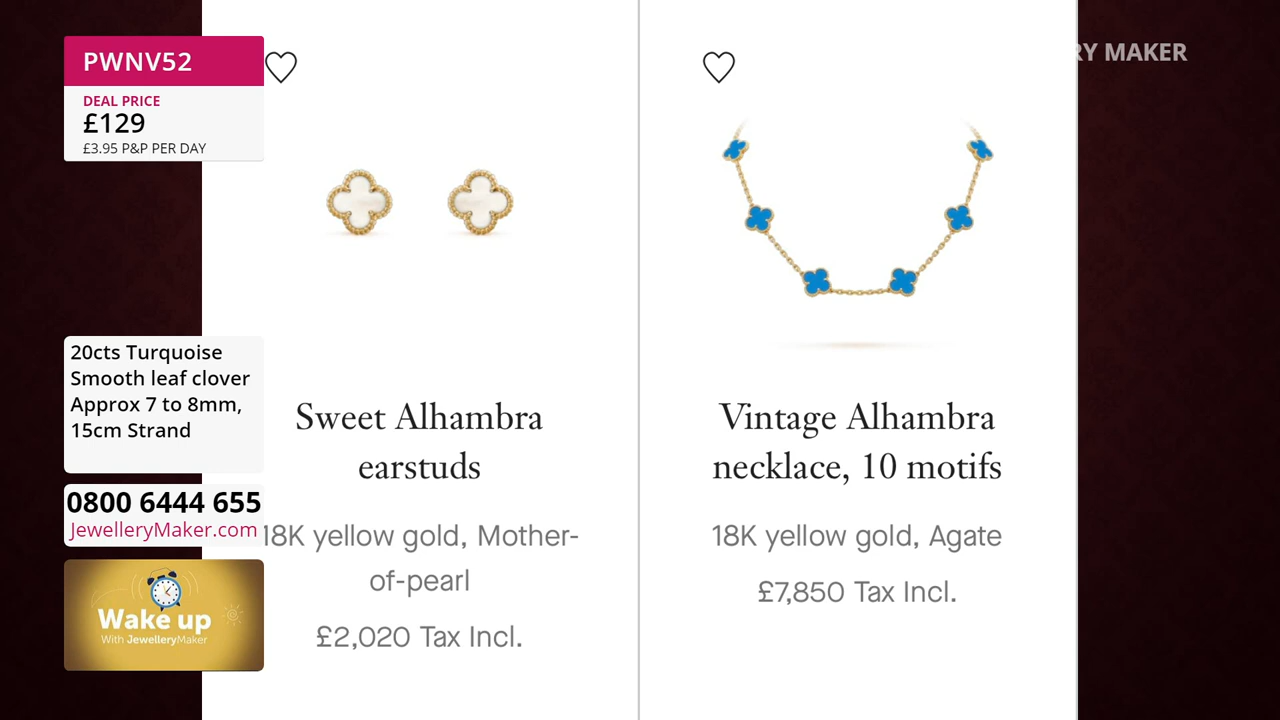 PWNV52
DEAL PRICE
£129
£3.95 P&P PER DAY
RY MAKER
20cts Turquoise
Smooth leaf clover
Approx 7 to 8mm,
15cm Strand
0800 6444 655
JewelleryMaker.com
Wake up
With JewelleryMaker
Sweet Alhambra
earstuds
18K yellow gold, Mother-
of-pearl
£2,020 Tax Incl.
Vintage Alhambra
necklace, 10 motifs
18K yellow gold, Agate
£7,850 Tax Incl.